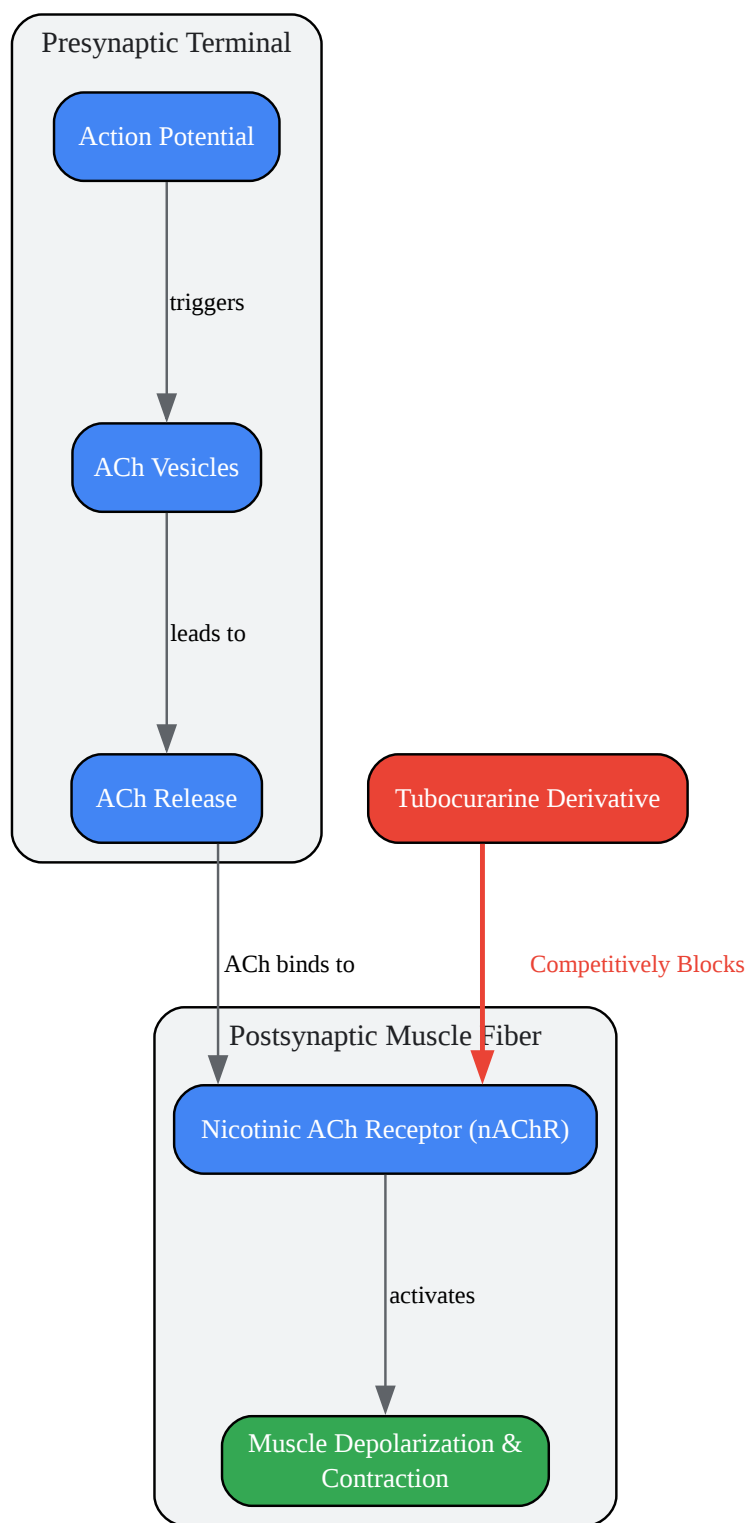 Presynaptic Terminal
Action Potential
triggers
ACh Vesicles
leads to
ACh Release
Tubocurarine Derivative
ACh binds to
Competitively Blocks
Postsynaptic Muscle Fiber
Nicotinic ACh Receptor (nAChR)
activates
Muscle Depolarization &
Contraction